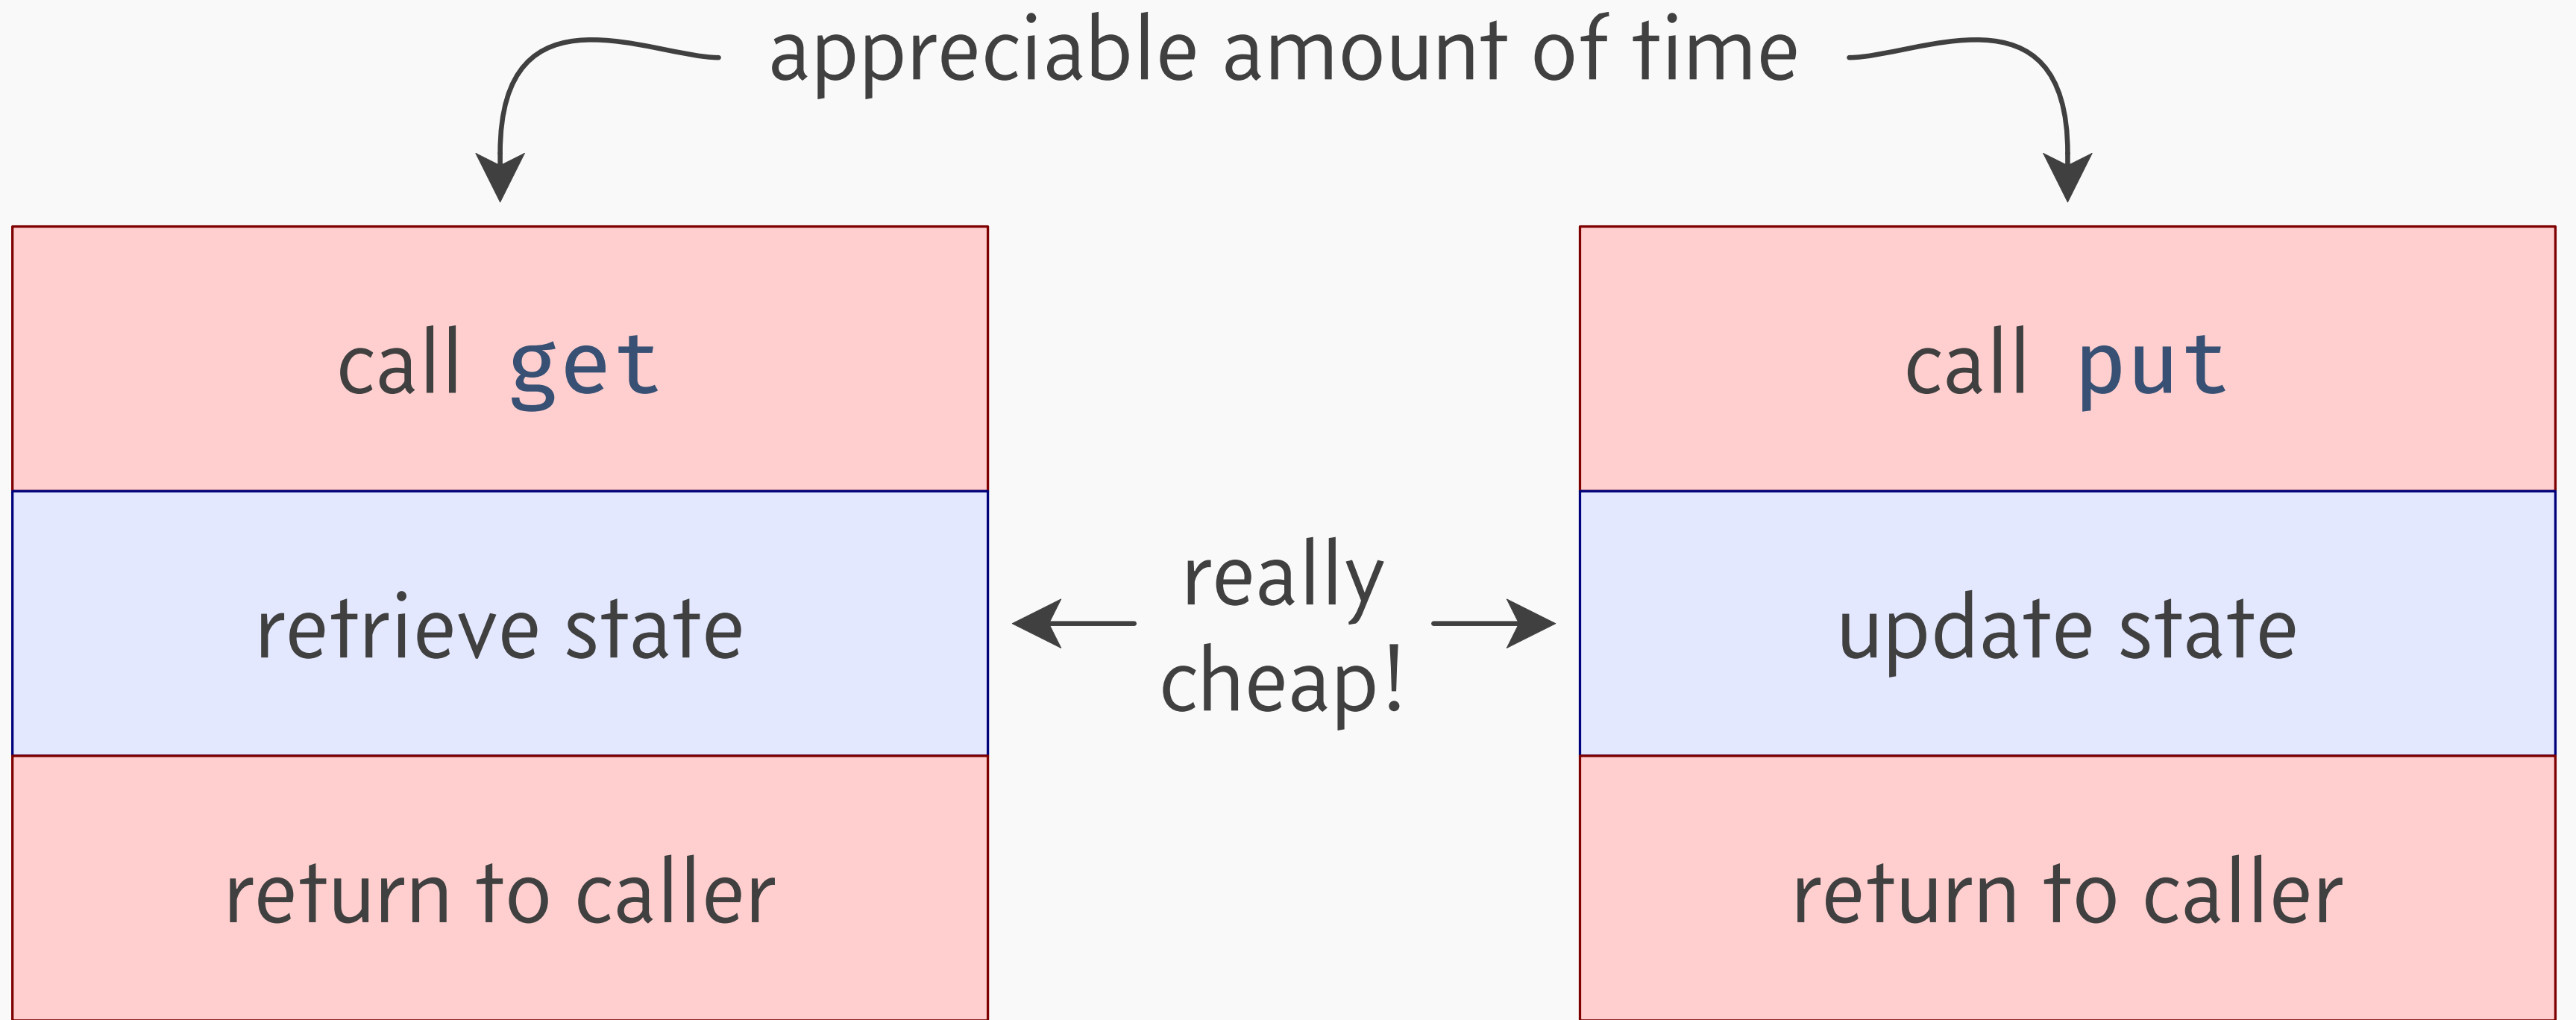 appreciable amount of time
call get
call put
retrieve state
really
cheap!
update state
return to caller
return to caller